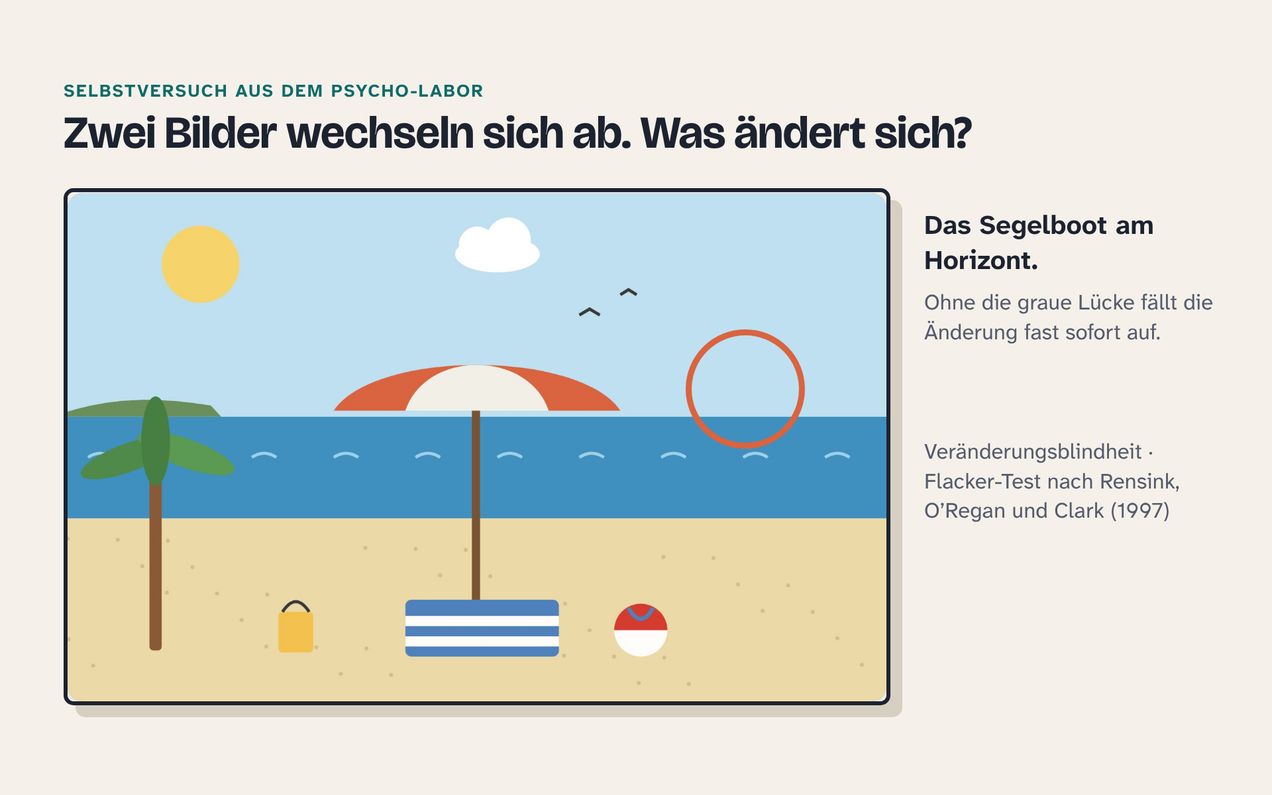 SELBSTVERSUCH AUS DEM PSYCHO-LABOR
Zwei Bilder wechseln sich ab. Was ändert sich?
Das Segelboot am
Horizont.
Ohne die graue Lücke fällt die
Änderung fast sofort auf.
Veränderungsblindheit ·
Flacker-Test nach Rensink,
O’Regan und Clark (1997)